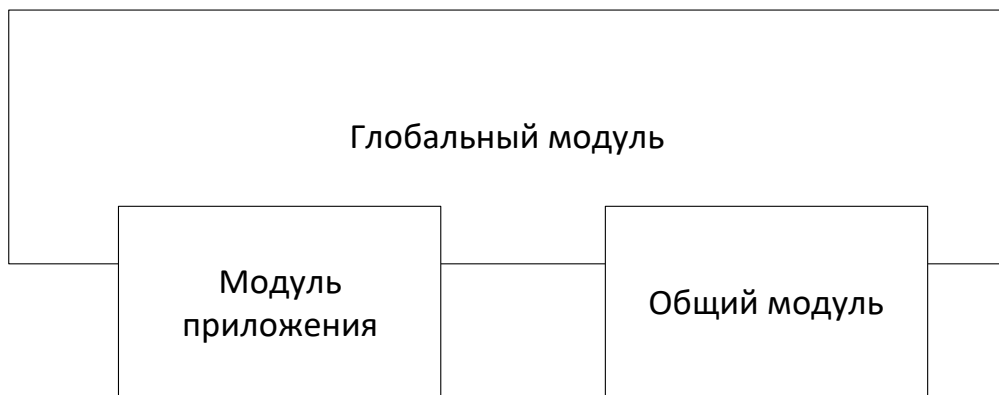 Глобальный модуль
Модуль
приложения
Общий модуль